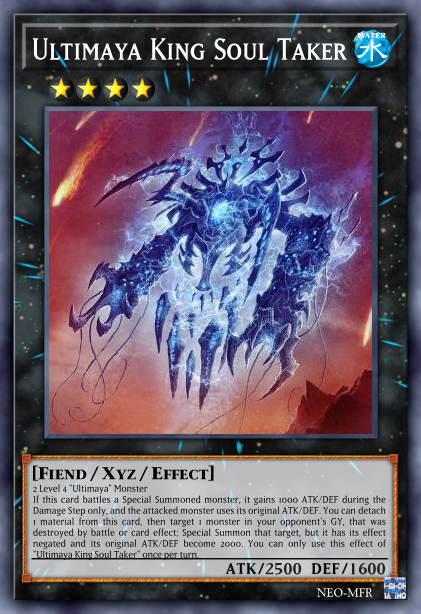 ULTIMAYA KING SOUL TAKER
WATER
水
[FIEND / XYZ / EFFECT]
2 Level 4 "Ultimaya" Monster
If this card battles a Special Summoned monster, it gains 1000 ATK/DEF during the
Damage Step only, and the attacked monster uses its original ATK/DEF. You can detach
1 material from this card, then target 1 monster in your opponent's GY, that was
destroyed by battle or card effect; Special Summon that target, but it has its effect
negated and its original ATK/DEF become 2000. You can only use this effect of
"Ultimaya King Soul Taker" once per turn.
ATK/2500 DEF/1600
NEO-MFR